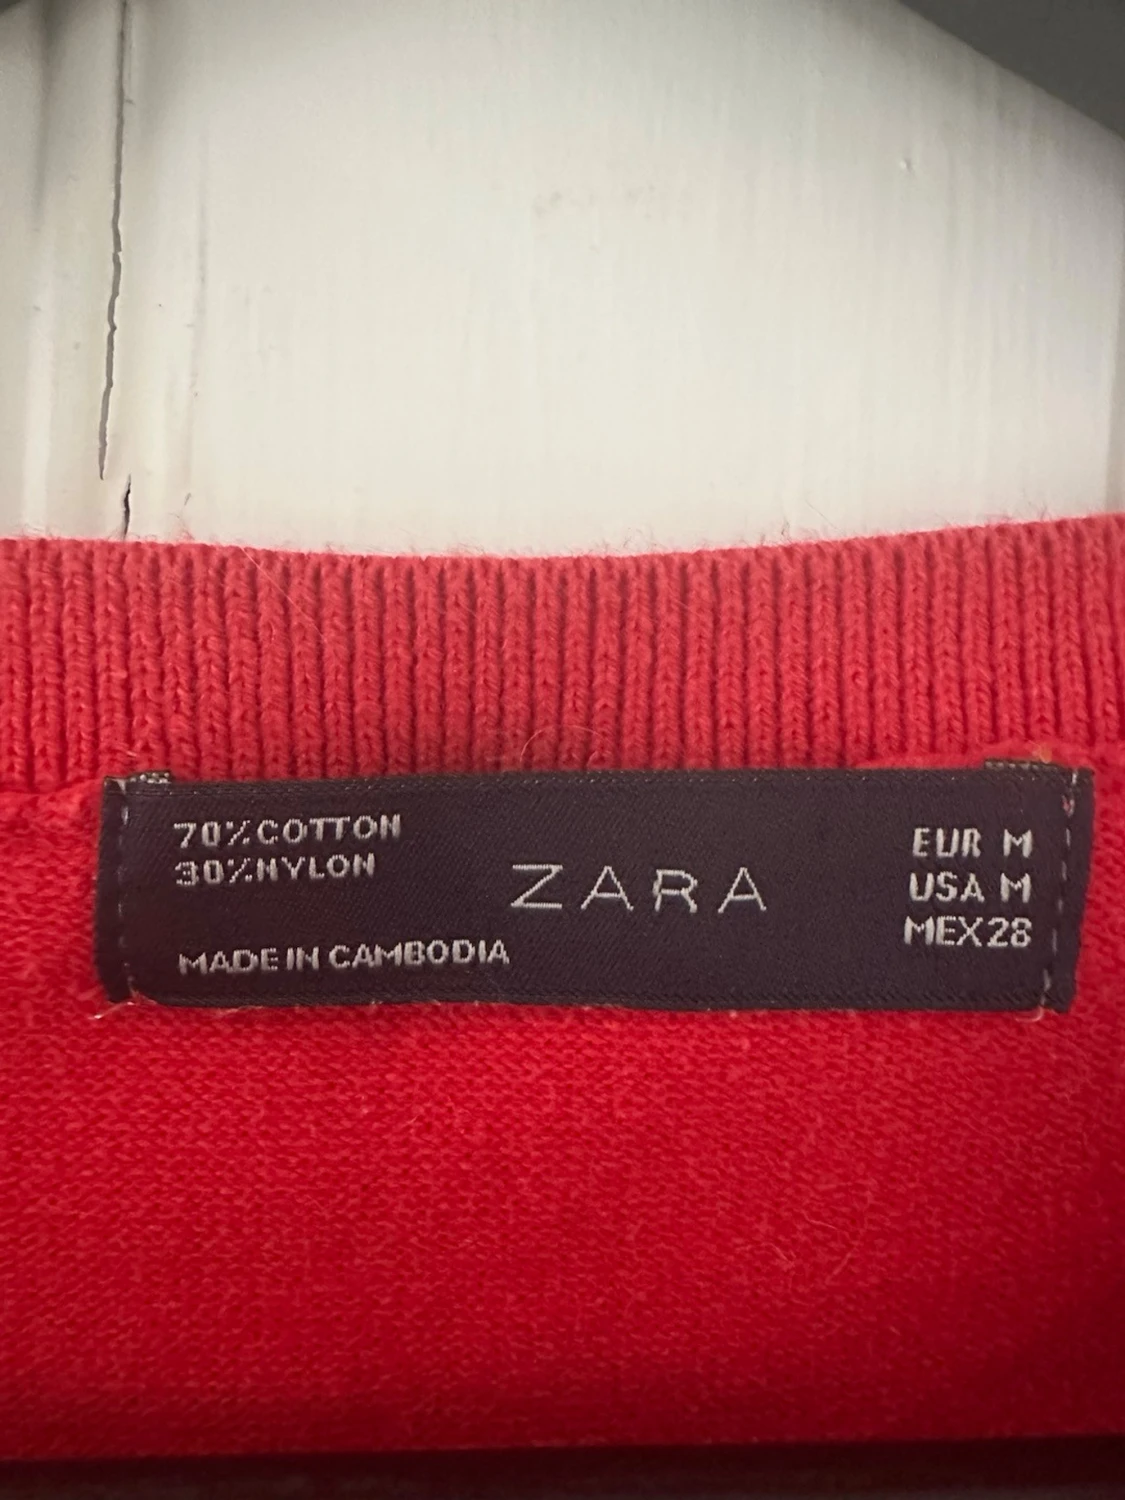 70%COTTON
30%NYLON
MADE IN CAMBODIA
ZARA
EUR M
USA M
MEX28